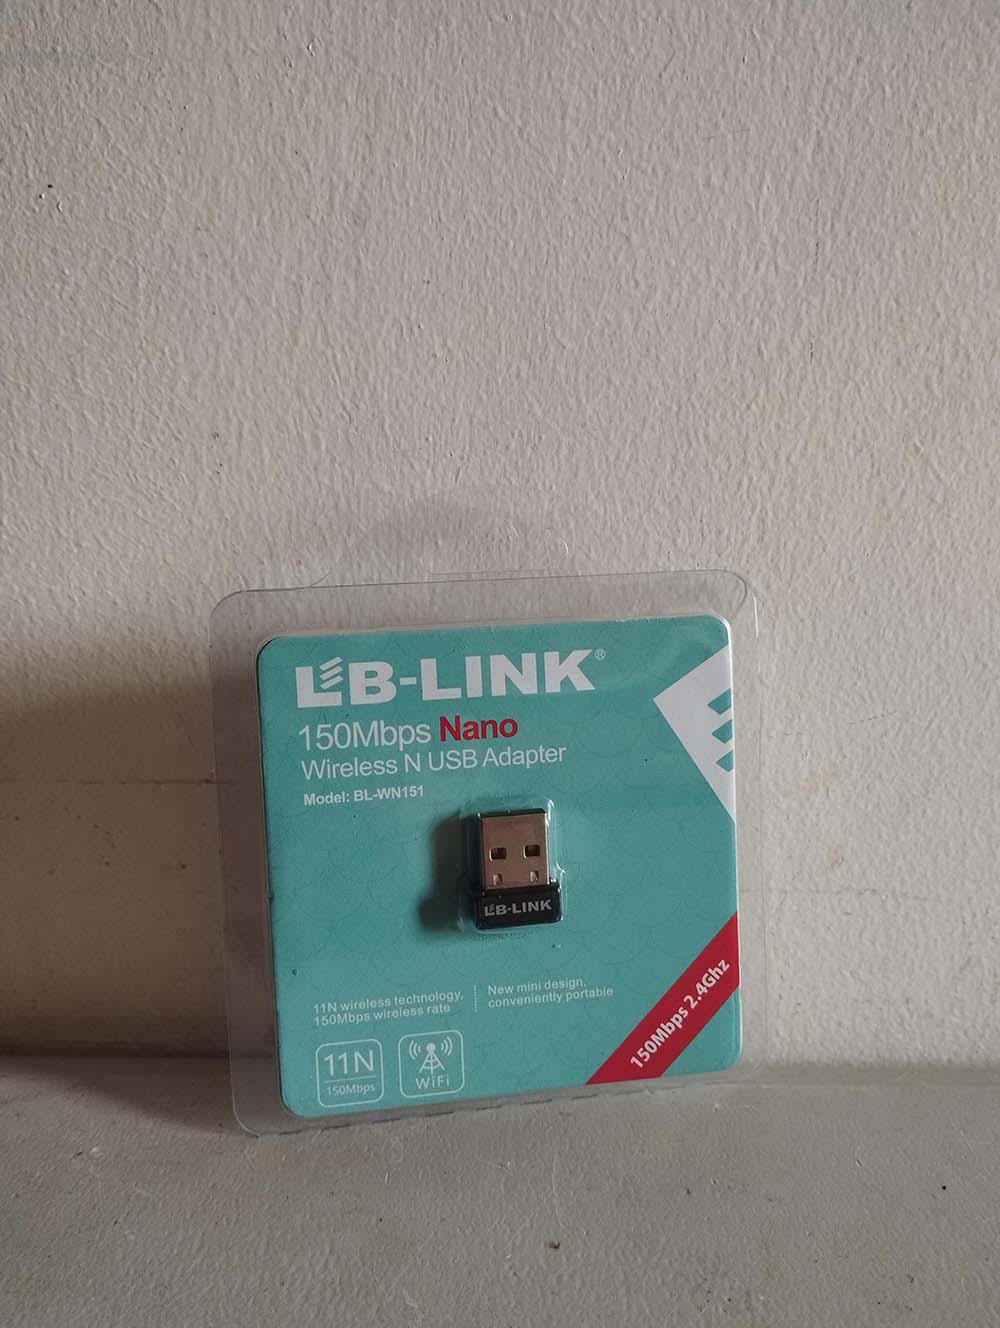 LB-LINK®
150Mbps Nano
Wireless N USB Adapter
Model: BL-WN151
LB-LINK
11N wireless technology,
150Mbps wireless rate
New mini design,
conveniently portable
11N
150Mbps
WiFi
150Mbps 2.4Ghz